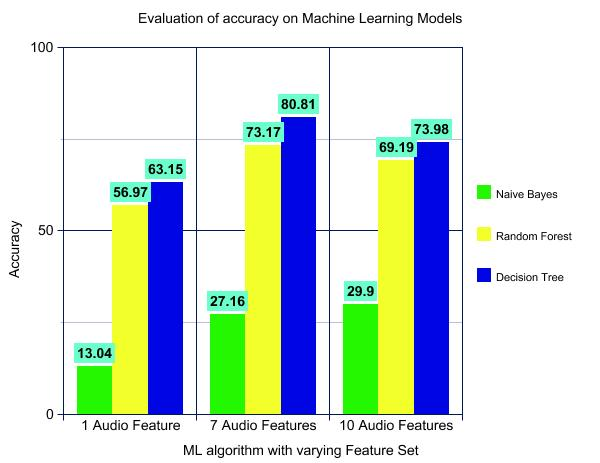 Evaluation of accuracy on Machine Learning Models
100
80.81
73.17
73.98
69.19
63.15
56.97
Naive Bayes
50
Random Forest
Accuracy
Decision Tree
27.16
29.9
13.04
0
1 Audio Feature 7 Audio Features 10 Audio Features
ML algorithm with varying Feature Set